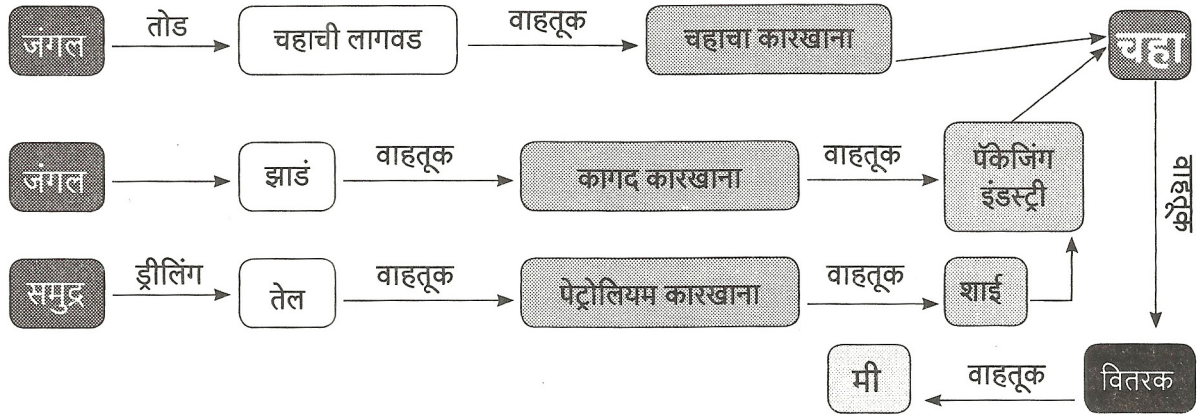 जंगल
तोड
चहाची लागवड
वाहतूक
चहाचा कारखाना
चहा
जंगल
झाडं
वाहतूक
कागद कारखाना
वाहतूक
पॅकेजिंग
इंडस्ट्री
वाहतूक
समुद्र
ड्रीलिंग
तेल
वाहतूक
पेट्रोलियम कारखाना
वाहतूक
शाई
मी
वाहतूक
वितरक